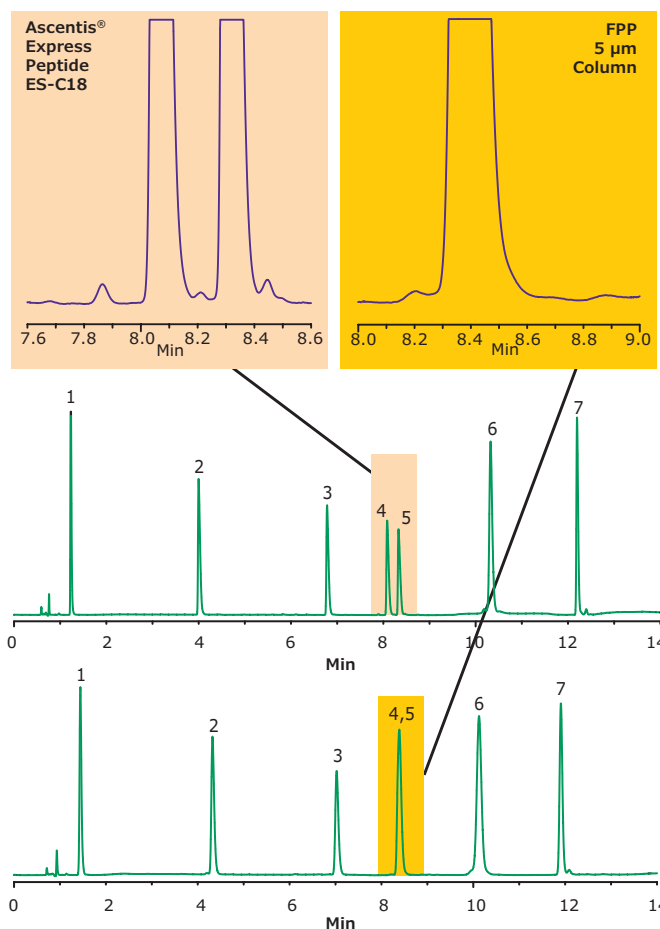 Ascentis®
Express
Peptide
ES-C18
7.6 7.8 8.0 8.2 8.4 8.6
Min
FPP
5 µm
Column
8.0 8.2 8.4 8.6 8.8 9.0
Min
1
2
3
4
5
6
7
0 2 4 6 8 10 12 14
Min
1
2
3
4,5
6
7
0 2 4 6 8 10 12 14
Min